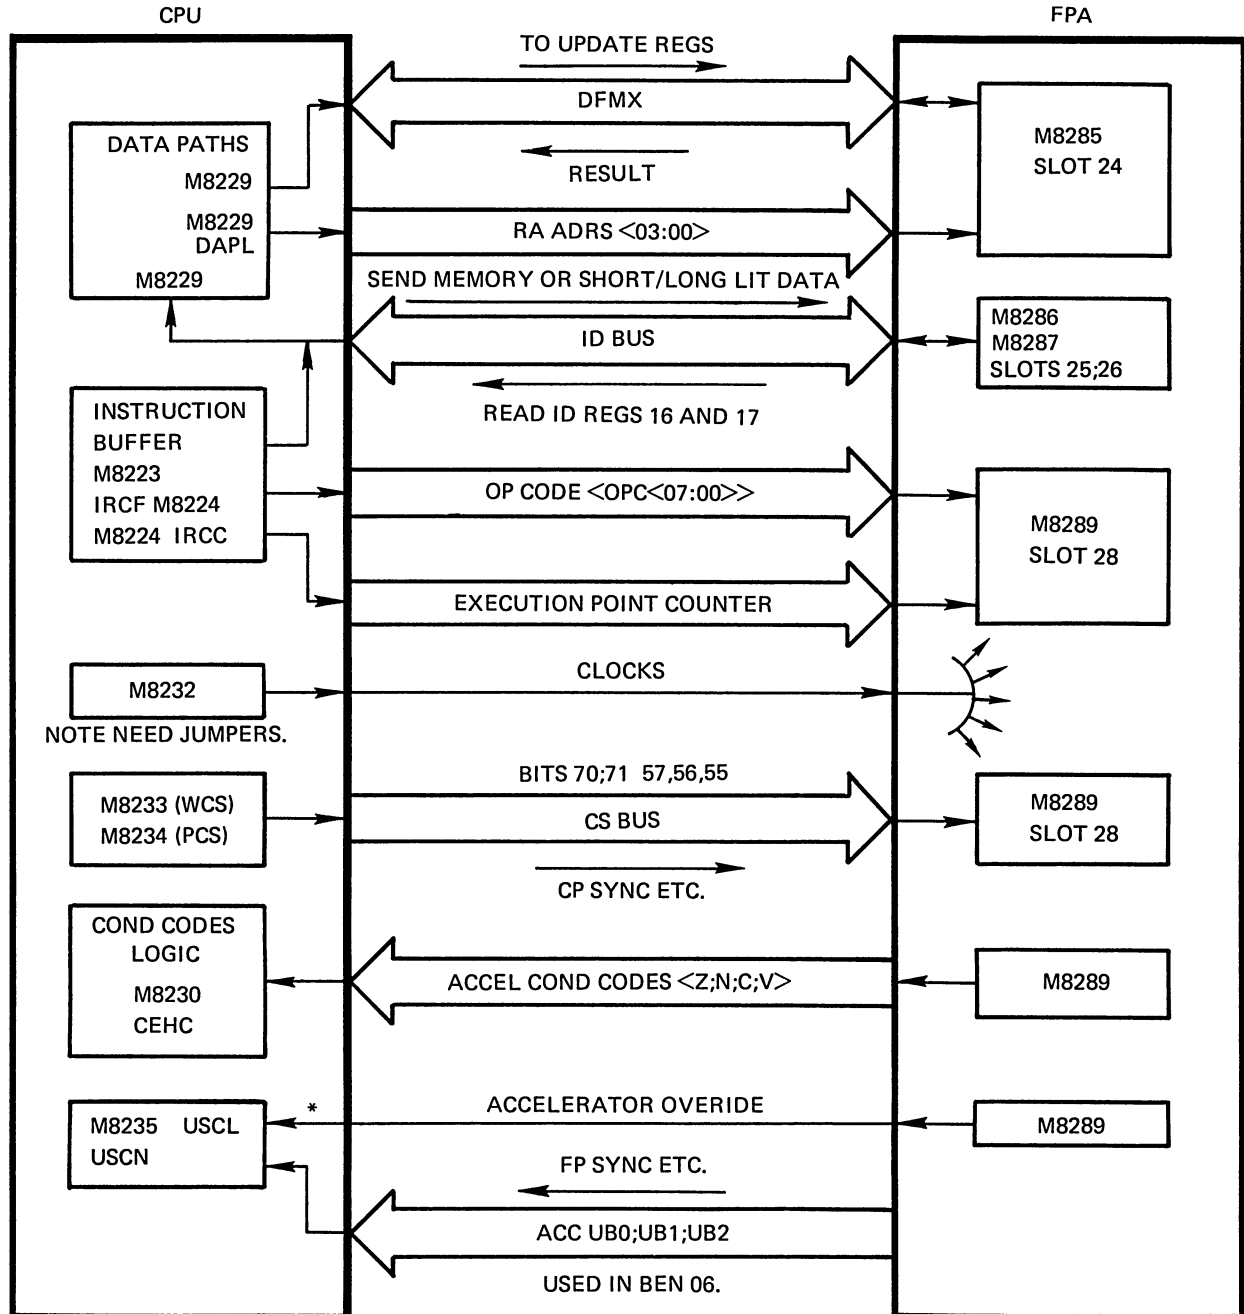 CPU
FPA
TO UPDATE REGS
DFMX
RESULT
DATA PATHS
M8229
M8229
DAPL
M8229
M8285
SLOT 24
RA ADRS <03:00>
SEND MEMORY OR SHORT/LONG LIT DATA
ID BUS
READ ID REGS 16 AND 17
M8286
M8287
SLOTS 25;26
INSTRUCTION
BUFFER
M8223
IRCF M8224
M8224 IRCC
OP CODE <OPC<07:00>>
EXECUTION POINT COUNTER
M8289
SLOT 28
M8232
NOTE NEED JUMPERS.
CLOCKS
M8233 (WCS)
M8234 (PCS)
BITS 70;71 57,56,55
CS BUS
CP SYNC ETC.
M8289
SLOT 28
COND CODES
LOGIC
M8230
CEHC
ACCEL COND CODES <Z;N;C;V>
M8289
M8235 USCL
USCN
*
ACCELERATOR OVERIDE
M8289
FP SYNC ETC.
ACC UB0;UB1;UB2
USED IN BEN 06.